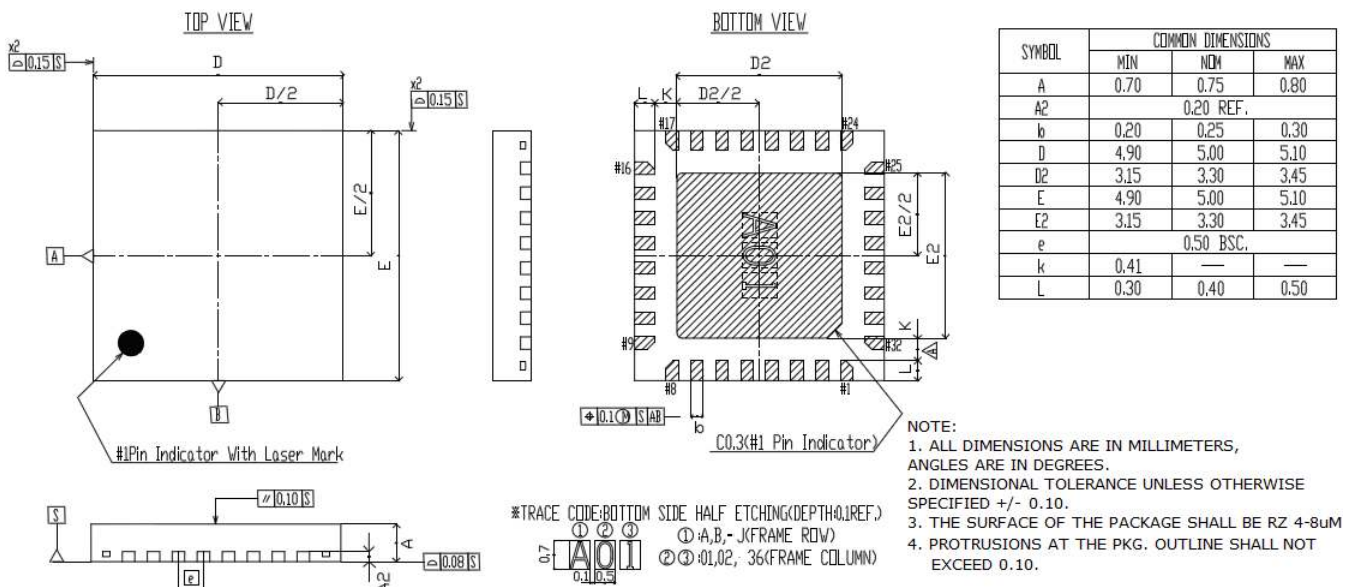 TOP VIEW
BOTTOM VIEW
x2
0.15 S
D
D/2
x2
0.15 S
E/2
E
A
B
#1Pin Indicator With Laser Mark
D2
L K D2/2
#17 #24
#16 #25
A01
E2/2
E2
K
#9 #32
L
#8 #1
0.1 M S AB
b
C0.3(#1 Pin Indicator)
SYMBOL COMMON DIMENSIONS
MIN NOM MAX
A 0.70 0.75 0.80
A2 0.20 REF.
b 0.20 0.25 0.30
D 4.90 5.00 5.10
D2 3.15 3.30 3.45
E 4.90 5.00 5.10
E2 3.15 3.30 3.45
e 0.50 BSC.
k 0.41 — —
L 0.30 0.40 0.50
NOTE:
1. ALL DIMENSIONS ARE IN MILLIMETERS,
ANGLES ARE IN DEGREES.
2. DIMENSIONAL TOLERANCE UNLESS OTHERWISE
SPECIFIED +/- 0.10.
3. THE SURFACE OF THE PACKAGE SHALL BE RZ 4-8uM
4. PROTRUSIONS AT THE PKG. OUTLINE SHALL NOT
EXCEED 0.10.
S
// 0.10 S
A
0.08 S
e
A2
※TRACE CODE:BOTTOM SIDE HALF ETCHING(DEPTH:0.1REF.)
① ② ③
①:A,B,- J(FRAME ROW)
0.7 A01
②③:01,02, 36(FRAME COLUMN)
0.1 0.5